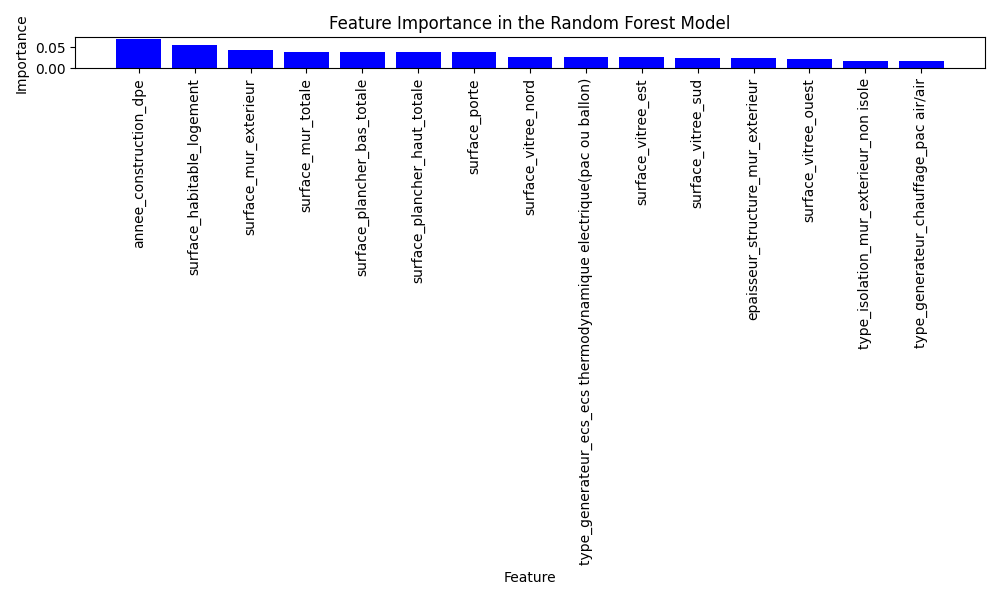 Feature Importance in the Random Forest Model
Importance
0.05
0.00
annee_construction_dpe
surface_habitable_logement
surface_mur_exterieur
surface_mur_totale
surface_plancher_bas_totale
surface_plancher_haut_totale
surface_porte
surface_vitree_nord
type_generateur_ecs_ecs thermodynamique electrique(pac ou ballon)
surface_vitree_est
surface_vitree_sud
epaisseur_structure_mur_exterieur
surface_vitree_ouest
type_isolation_mur_exterieur_non isole
type_generateur_chauffage_pac air/air
Feature